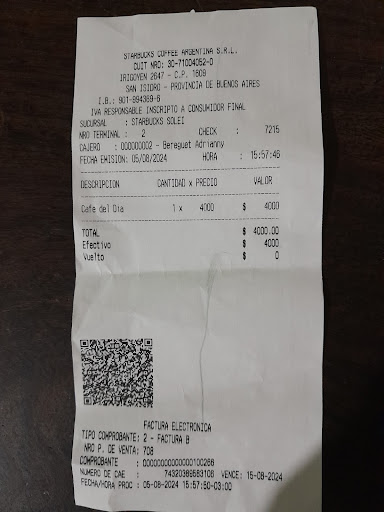 STARBUCKS COFFEE ARGENTINA S.R.L.
CUIT NRO: 30-71004052-0
IRIGOYEN 2647 - C.P. 1609
SAN ISIDRO - PROVINCIA DE BUENOS AIRES
I.B.: 901-994369-6
IVA RESPONSABLE INSCRIPTO A CONSUMIDOR FINAL
SUCURSAL : STARBUCKS SOLEI
NRO TERMINAL : 2 CHECK : 7215
CAJERO : 000000002 - Bereguet Adrianny
FECHA EMISION: 05/08/2024 HORA : 15:57:46
DESCRIPCION CANTIDAD x PRECIO VALOR
Cafe del Dia 1 x 4000 $ 4000
TOTAL $ 4000.00
Efectivo $ 4000
Vuelto $ 0
FACTURA ELECTRONICA
TIPO COMPROBANTE: 2 - FACTURA B
NRO P. DE VENTA: 708
COMPROBANTE : 00000000000000100268
NUMERO DE CAE : 74320389583108 VENCE: 15-08-2024
FECHA/HORA PROC : 05-08-2024 15:57:50-03:00